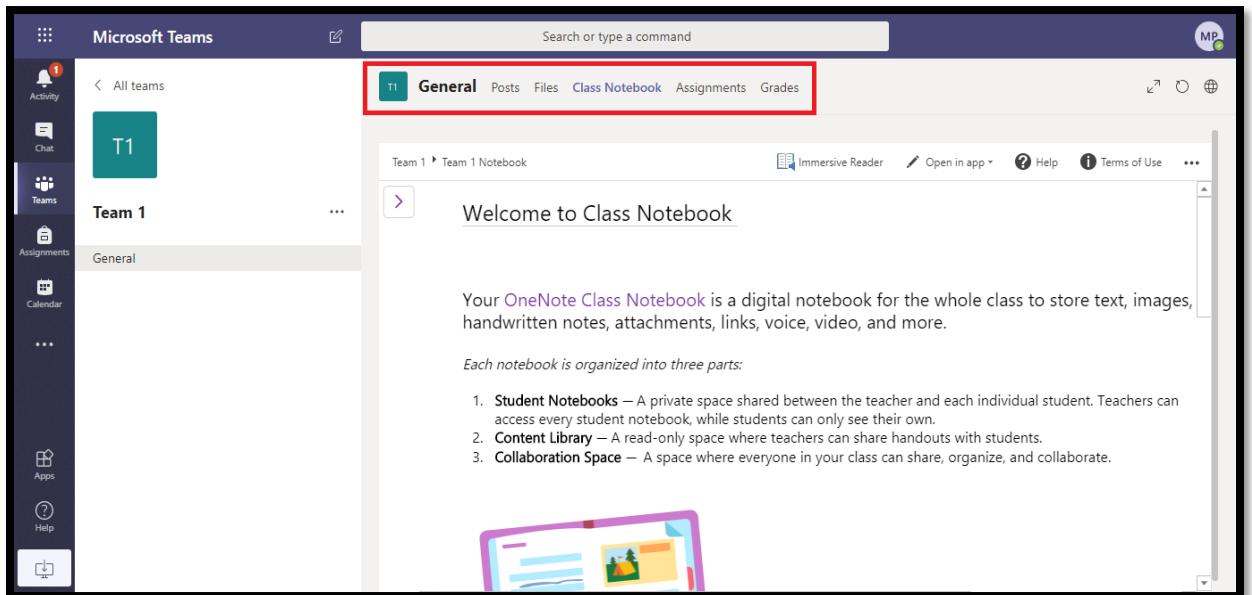 Microsoft Teams
Search or type a command
MP
1
Activity
Chat
Teams
Assignments
Calendar
Apps
Help
All teams
T1
Team 1
General
T1 General Posts Files Class Notebook Assignments Grades
Team 1 Team 1 Notebook
Immersive Reader Open in app Help Terms of Use
Welcome to Class Notebook
Your OneNote Class Notebook is a digital notebook for the whole class to store text, images,
handwritten notes, attachments, links, voice, video, and more.
Each notebook is organized into three parts:
1. Student Notebooks — A private space shared between the teacher and each individual student. Teachers can
access every student notebook, while students can only see their own.
2. Content Library — A read-only space where teachers can share handouts with students.
3. Collaboration Space — A space where everyone in your class can share, organize, and collaborate.